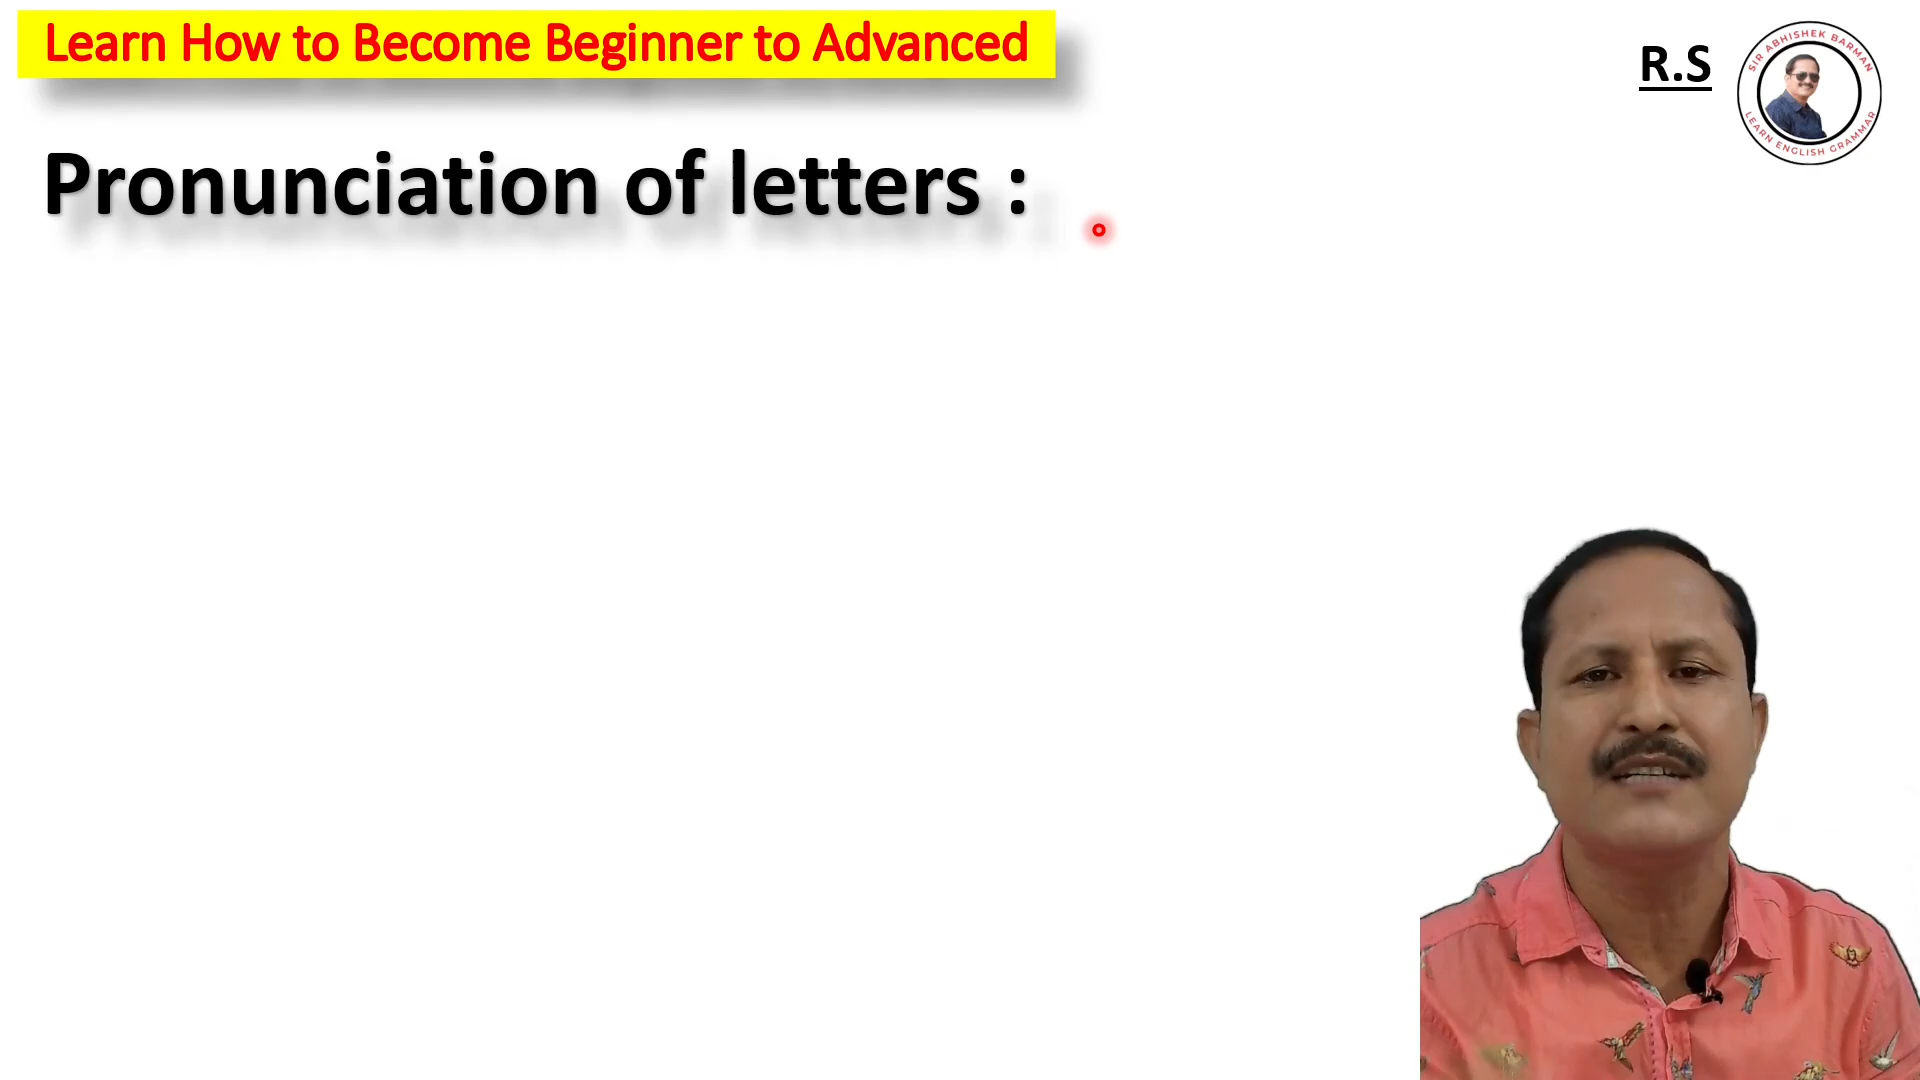 Learn How to Become Beginner to Advanced
R.S
SIR ABHISHEK BARMAN
LEARN ENGLISH GRAMMAR
Pronunciation of letters :